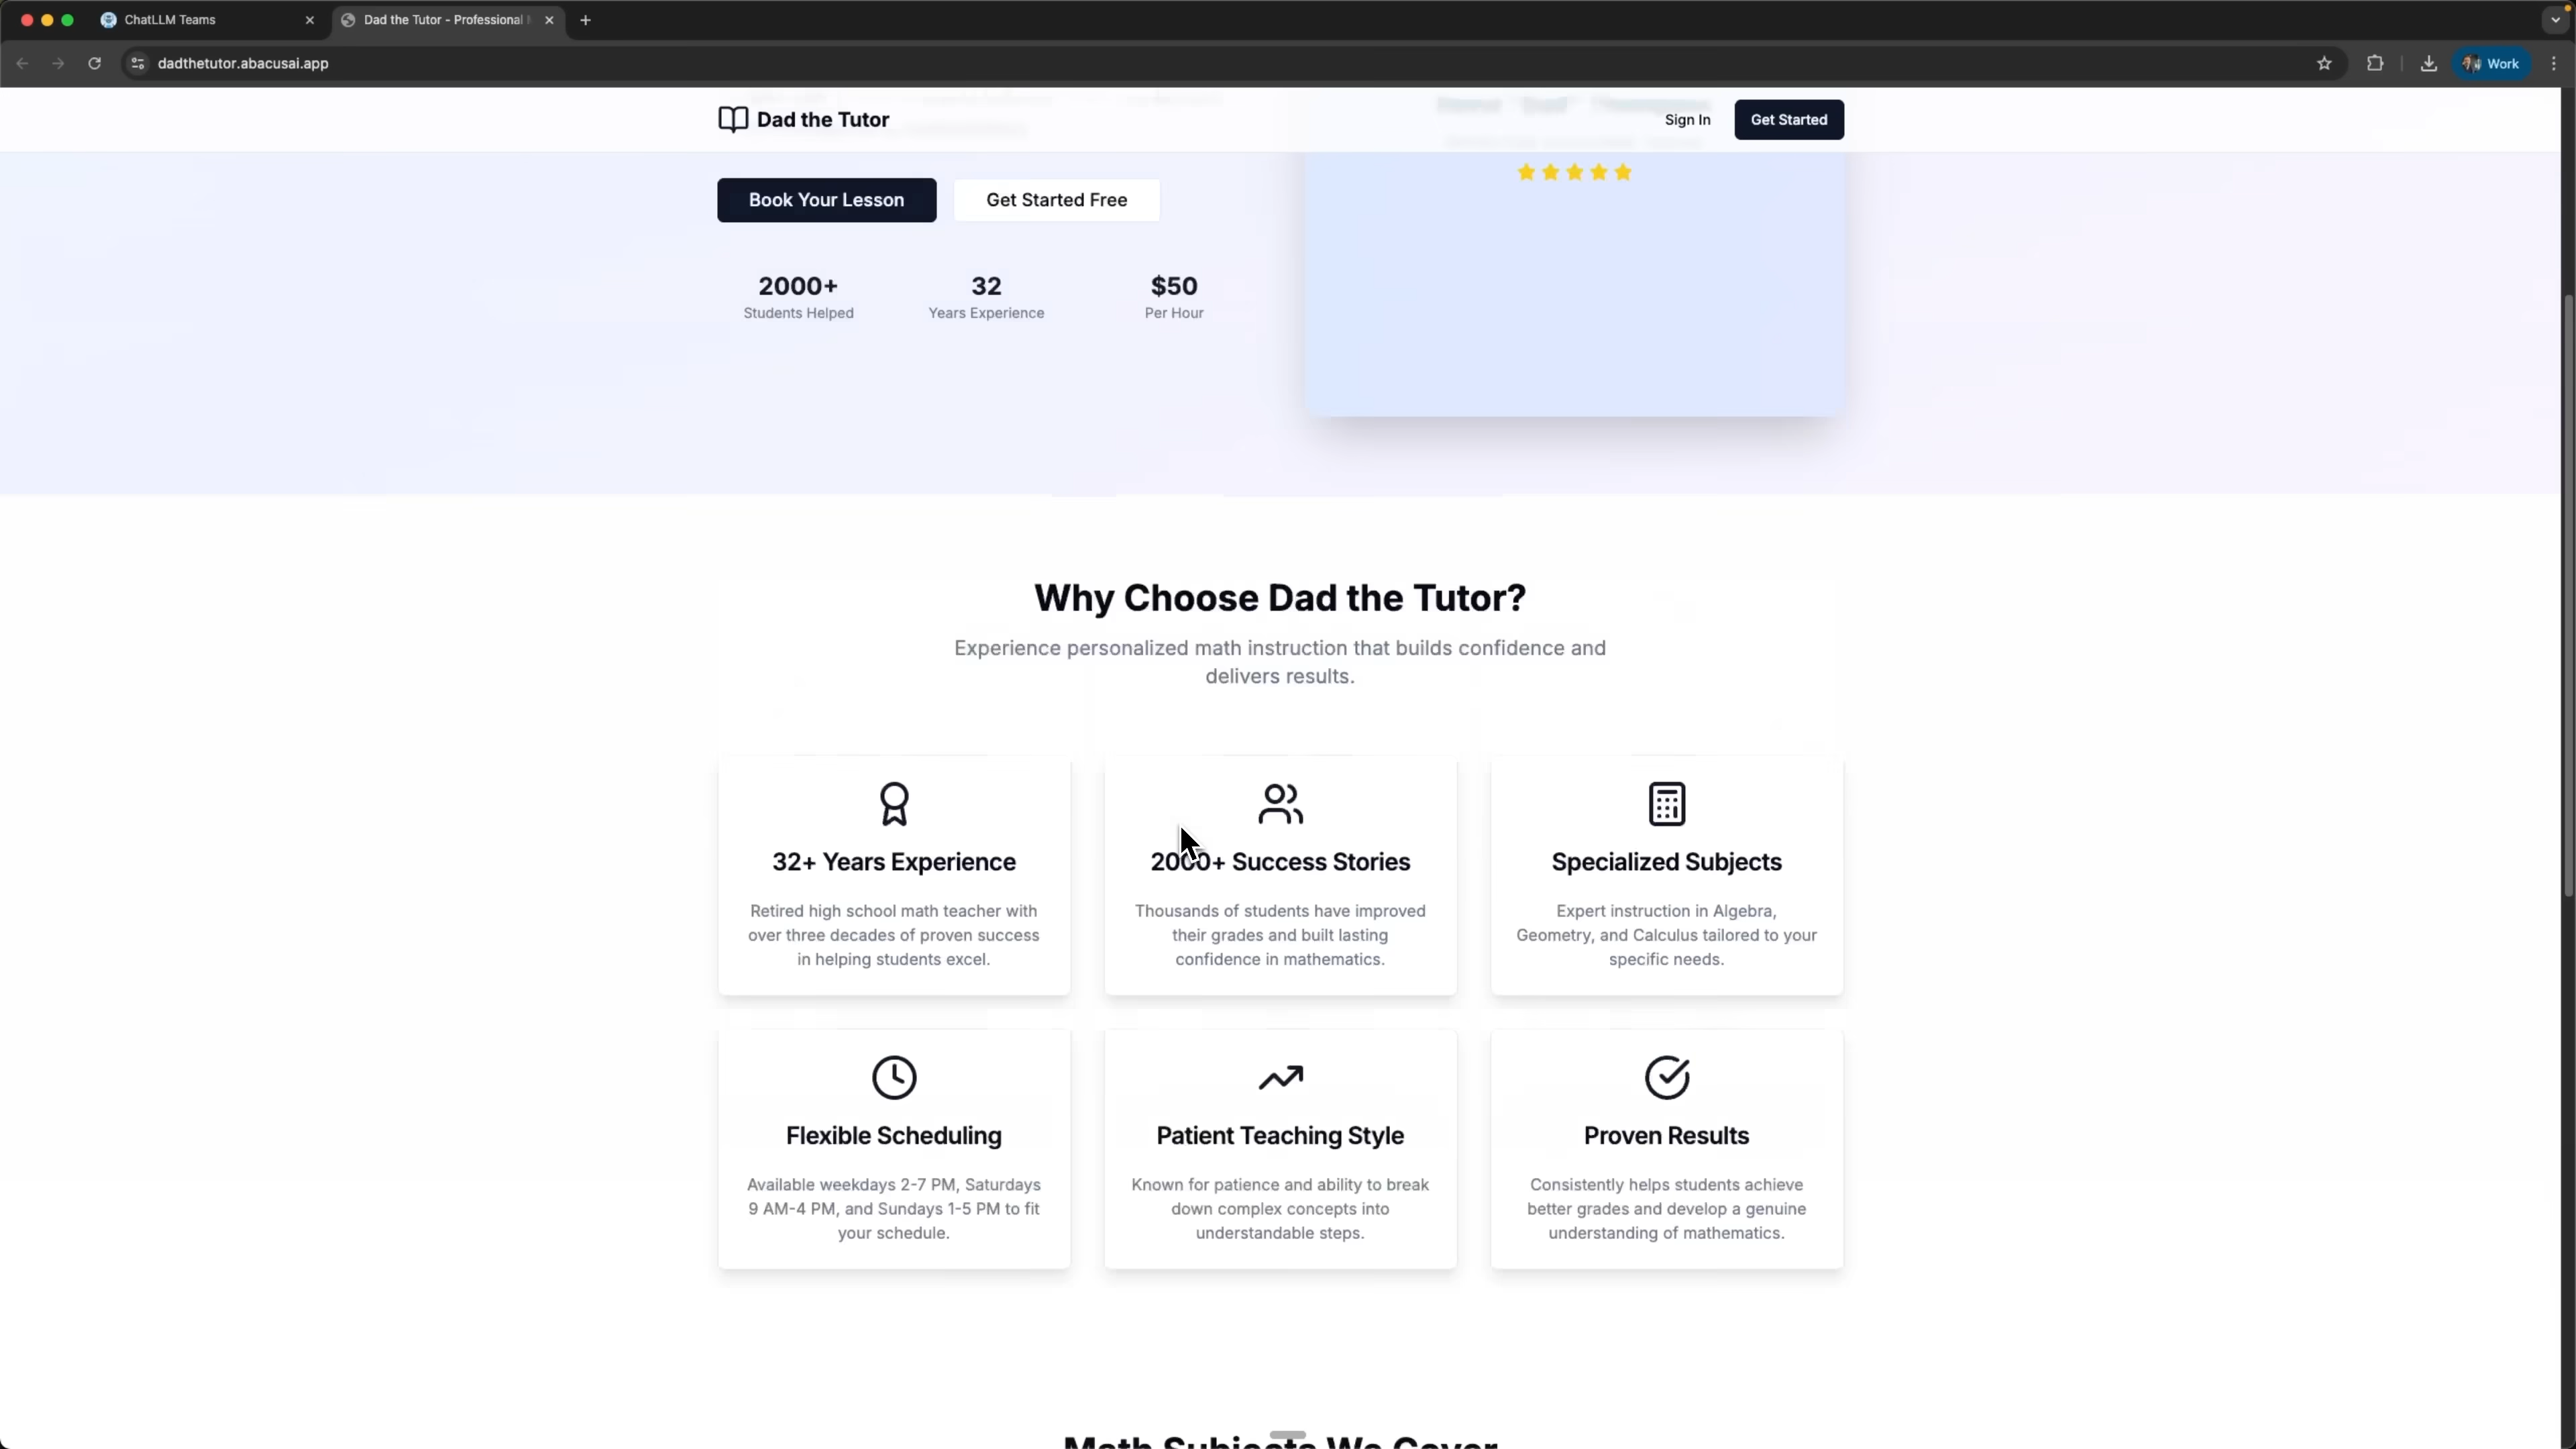 ChatLLM Teams
Dad the Tutor - Professional
dadthetutor.abacusai.app
Work
Dad the Tutor
Sign In
Get Started
Book Your Lesson
Get Started Free
2000+
Students Helped
32
Years Experience
$50
Per Hour
Why Choose Dad the Tutor?
Experience personalized math instruction that builds confidence and
delivers results.
32+ Years Experience
Retired high school math teacher with
over three decades of proven success
in helping students excel.
2000+ Success Stories
Thousands of students have improved
their grades and built lasting
confidence in mathematics.
Specialized Subjects
Expert instruction in Algebra,
Geometry, and Calculus tailored to your
specific needs.
Flexible Scheduling
Available weekdays 2-7 PM, Saturdays
9 AM-4 PM, and Sundays 1-5 PM to fit
your schedule.
Patient Teaching Style
Known for patience and ability to break
down complex concepts into
understandable steps.
Proven Results
Consistently helps students achieve
better grades and develop a genuine
understanding of mathematics.
Math Subjects We Cover